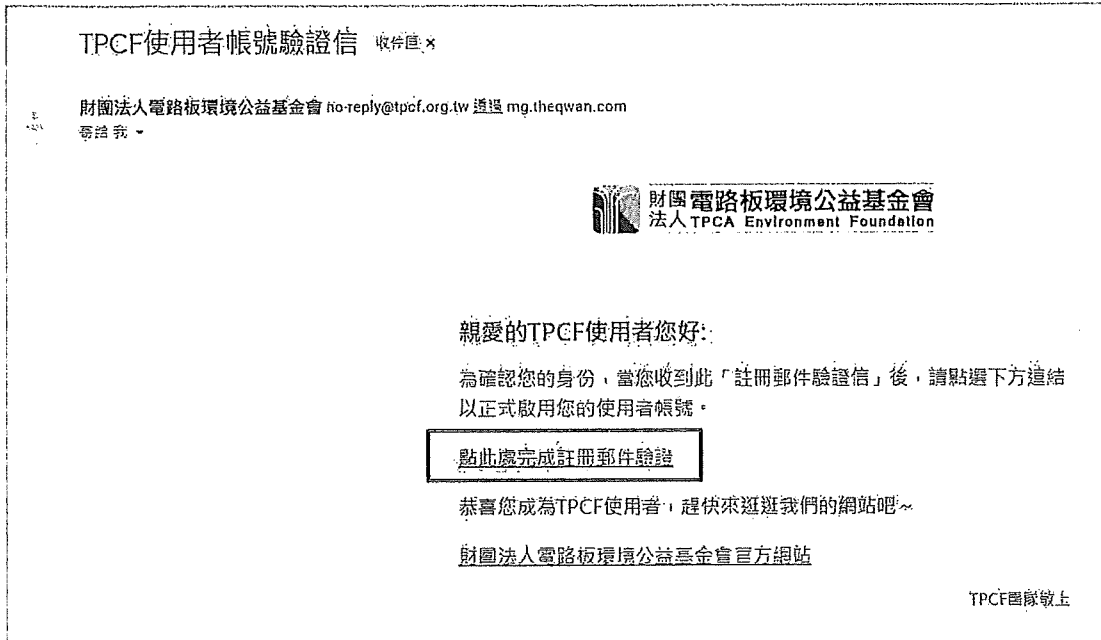 TPCF使用者帳號驗證信 收件匣 x
財團法人電路板環境公益基金會 no-reply@tpcf.org.tw 透過 mg.theqwan.com
寄給 我
財團法人 電路板環境公益基金會
TPCA Environment Foundation
親愛的TPCF使用者您好:
為確認您的身份，當您收到此「註冊郵件驗證信」後，請點選下方連結
以正式啟用您的使用者帳號。
點此處完成註冊郵件驗證
恭喜您成為TPCF使用者，趕快來逛逛我們的網站吧~
財團法人電路板環境公益基金會官方網站
TPCF團隊敬上